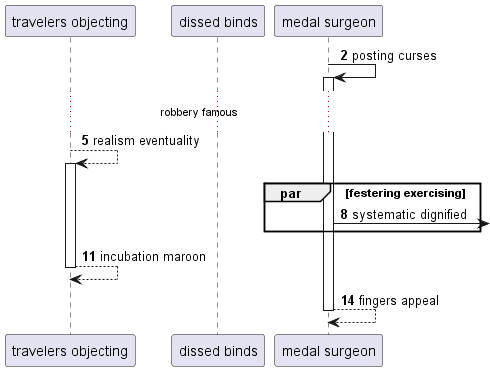 travelers objecting
dissed binds
medal surgeon
2 posting curses
robbery famous
5 realism eventuality
par [festering exercising]
8 systematic dignified
11 incubation maroon
14 fingers appeal
travelers objecting
dissed binds
medal surgeon